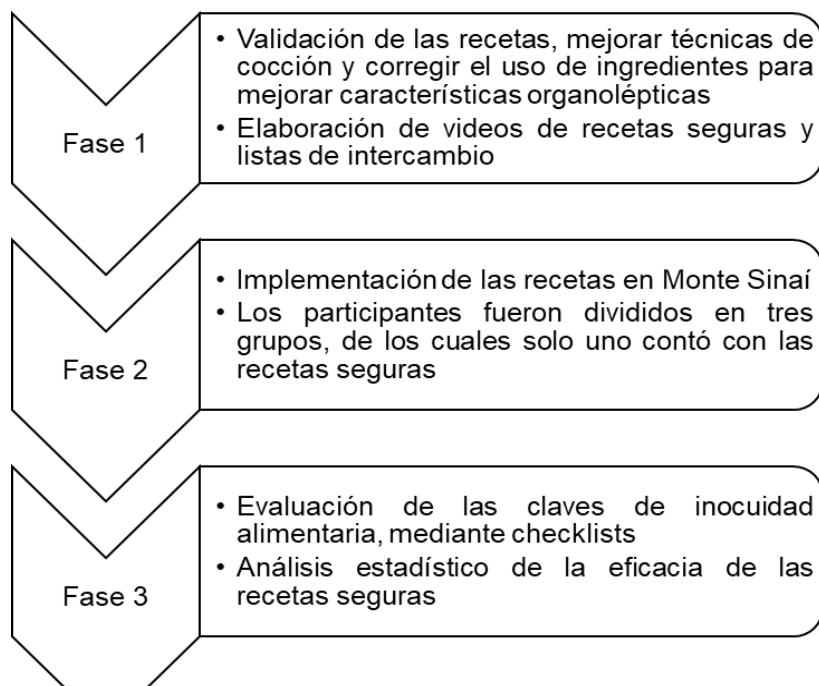 Fase 1
• Validación de las recetas, mejorar técnicas de
cocción y corregir el uso de ingredientes para
mejorar características organolépticas
• Elaboración de videos de recetas seguras y
listas de intercambio
Fase 2
• Implementación de las recetas en Monte Sinaí
• Los participantes fueron divididos en tres
grupos, de los cuales solo uno contó con las
recetas seguras
Fase 3
• Evaluación de las claves de inocuidad
alimentaria, mediante checklists
• Análisis estadístico de la eficacia de las
recetas seguras